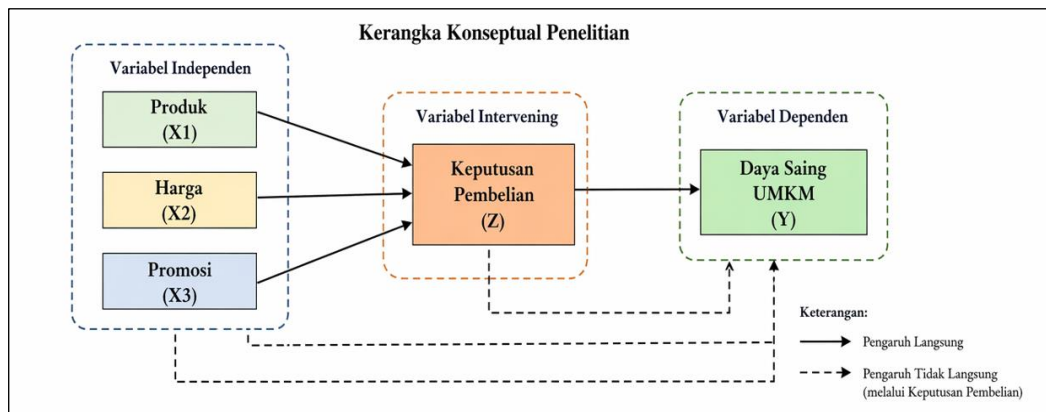 Kerangka Konseptual Penelitian
Variabel Independen
Produk
(X1)
Harga
(X2)
Promosi
(X3)
Variabel Intervening
Keputusan
Pembelian
(Z)
Variabel Dependen
Daya Saing
UMKM
(Y)
Keterangan:
Pengaruh Langsung
Pengaruh Tidak Langsung
(melalui Keputusan Pembelian)